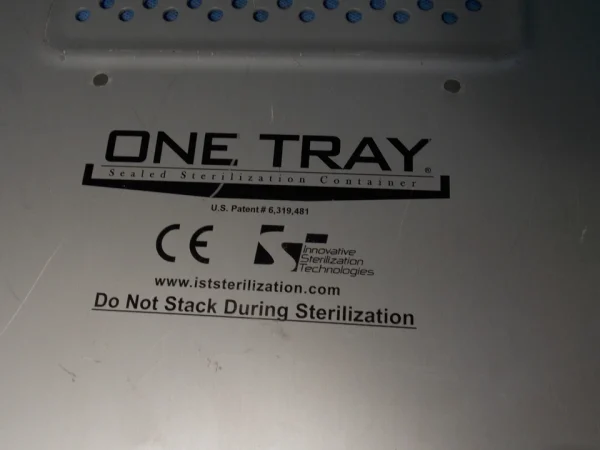 ONE TRAY®
Sealed Sterilization Container
U.S. Patent # 6,319,481
CE IST Innovative
Sterilization
Technologies
www.iststerilization.com
Do Not Stack During Sterilization